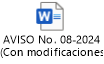 W
AVISO No. 08-2024
(Con modificaciones